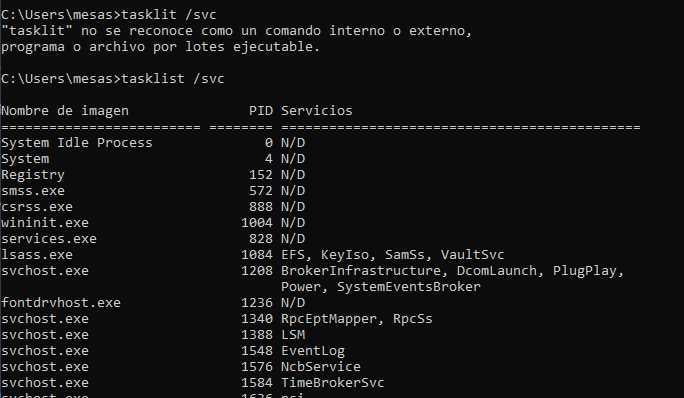 C:\Users\mesas>tasklit /svc
"tasklit" no se reconoce como un comando interno o externo,
programa o archivo por lotes ejecutable.
C:\Users\mesas>tasklist /svc
Nombre de imagen PID Servicios
========================= ======== ============================================
System Idle Process 0 N/D
System 4 N/D
Registry 152 N/D
smss.exe 572 N/D
csrss.exe 888 N/D
wininit.exe 1004 N/D
services.exe 828 N/D
lsass.exe 1084 EFS, KeyIso, SamSs, VaultSvc
svchost.exe 1208 BrokerInfrastructure, DcomLaunch, PlugPlay,
Power, SystemEventsBroker
fontdrvhost.exe 1236 N/D
svchost.exe 1340 RpcEptMapper, RpcSs
svchost.exe 1388 LSM
svchost.exe 1548 EventLog
svchost.exe 1576 NcbService
svchost.exe 1584 TimeBrokerSvc
svchost.exe